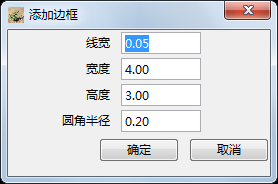 添加边框
线宽 0.05
宽度 4.00
高度 3.00
圆角半径 0.20
确定 取消